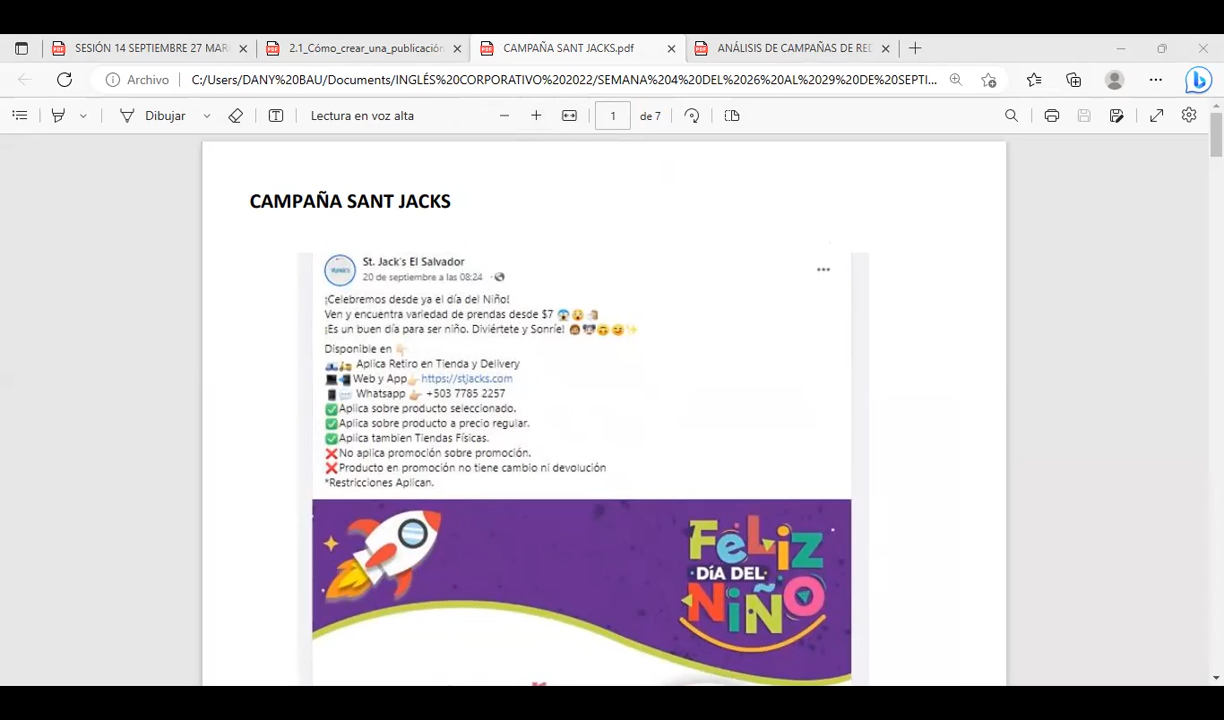 SESIÓN 14 SEPTIEMBRE 27 MAR
2.1_Cómo_crear_una_publicación
CAMPAÑA SANT JACKS.pdf
ANÁLISIS DE CAMPAÑAS DE RED
Archivo
C:/Users/DANY%20BAU/Documents/INGLÉS%20CORPORATIVO%202022/SEMANA%204%20DEL%2026%20AL%2029%20DE%20SEPTI...
Dibujar
Lectura en voz alta
1
de 7
CAMPAÑA SANT JACKS
St. Jack's El Salvador
20 de septiembre a las 08:24 ·
¡Celebremos desde ya el día del Niño!
Ven y encuentra variedad de prendas desde $7
¡Es un buen día para ser niño. Diviértete y Sonríe!
Disponible en
Aplica Retiro en Tienda y Delivery
Web y App https://stjacks.com
Whatsapp +503 7785 2257
Aplica sobre producto seleccionado.
Aplica sobre producto a precio regular.
Aplica tambien Tiendas Físicas.
No aplica promoción sobre promoción.
Producto en promoción no tiene cambio ni devolución
*Restricciones Aplican.
FELIZ
DÍA DEL
NIÑO